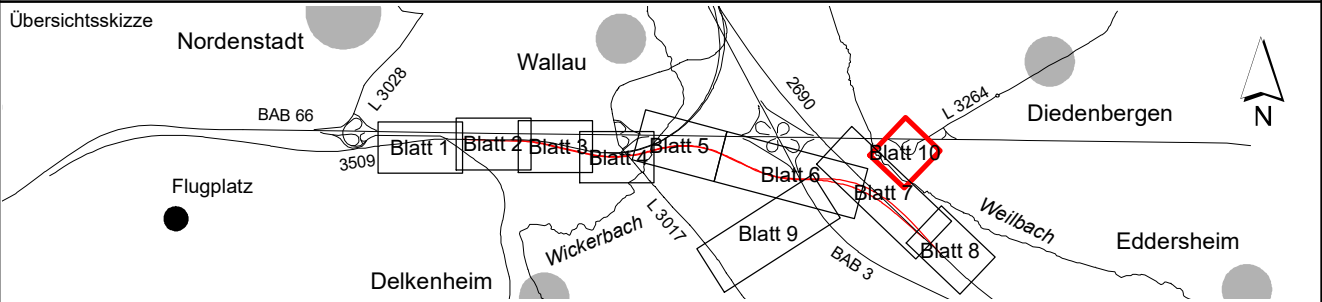 Übersichtsskizze
Nordenstadt
Wallau
L 3028
2690
L 3264
Diedenbergen
BAB 66
N
3509
Blatt 1
Blatt 2
Blatt 3
Blatt 4
Blatt 5
Blatt 6
Blatt 10
Flugplatz
Blatt 7
L 3017
Weilbach
Wickerbach
Blatt 9
Eddersheim
Blatt 8
BAB 3
Delkenheim